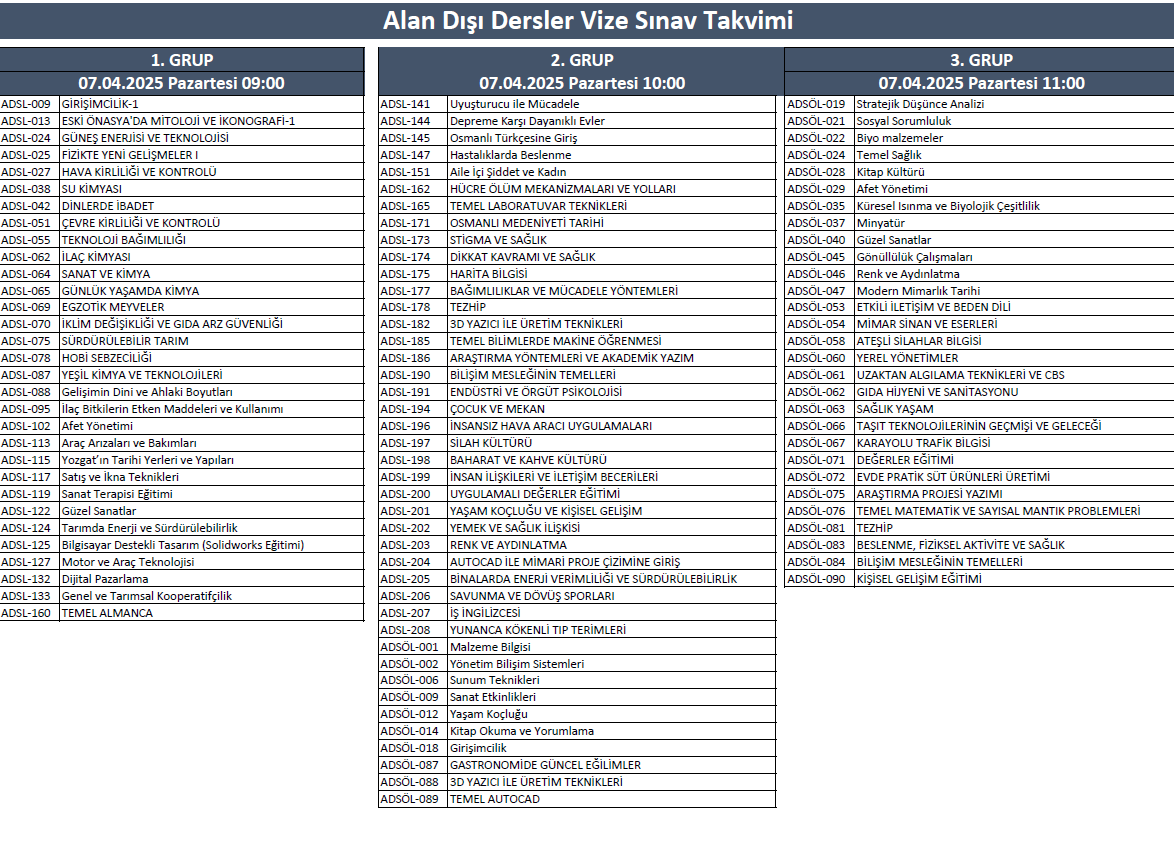 Alan Dışı Dersler Vize Sınav Takvimi
1. GRUP
07.04.2025 Pazartesi 09:00
ADSL-009 GİRİŞİMCİLİK-1
ADSL-013 ESKİ ÖNASYA'DA MİTOLOJİ VE İKONOGRAFİ-1
ADSL-024 GÜNEŞ ENERJİSİ VE TEKNOLOJİSİ
ADSL-025 FİZİKTE YENİ GELİŞMELER I
ADSL-027 HAVA KİRLİLİĞİ VE KONTROLÜ
ADSL-038 SU KİMYASI
ADSL-042 DİNLERDE İBADET
ADSL-051 ÇEVRE KİRLİLİĞİ VE KONTROLÜ
ADSL-055 TEKNOLOJİ BAĞIMLILIĞI
ADSL-062 İLAÇ KİMYASI
ADSL-064 SANAT VE KİMYA
ADSL-065 GÜNLÜK YAŞAMDA KİMYA
ADSL-069 EGZOTİK MEYVELER
ADSL-070 İKLİM DEĞİŞİKLİĞİ VE GIDA ARZ GÜVENLİĞİ
ADSL-075 SÜRDÜRÜLEBİLİR TARIM
ADSL-078 HOBİ SEBZECİLİĞİ
ADSL-087 YEŞİL KİMYA VE TEKNOLOJİLERİ
ADSL-088 Gelişimin Dini ve Ahlaki Boyutları
ADSL-095 İlaç Bitkilerin Etken Maddeleri ve Kullanımı
ADSL-102 Afet Yönetimi
ADSL-113 Araç Arızaları ve Bakımları
ADSL-115 Yozgat’ın Tarihi Yerleri ve Yapıları
ADSL-117 Satış ve İkna Teknikleri
ADSL-119 Sanat Terapisi Eğitimi
ADSL-122 Güzel Sanatlar
ADSL-124 Tarımda Enerji ve Sürdürülebilirlik
ADSL-125 Bilgisayar Destekli Tasarım (Solidworks Eğitimi)
ADSL-127 Motor ve Araç Teknolojisi
ADSL-132 Dijital Pazarlama
ADSL-133 Genel ve Tarımsal Kooperatifçilik
ADSL-160 TEMEL ALMANCA
2. GRUP
07.04.2025 Pazartesi 10:00
ADSL-141 Uyuşturucu ile Mücadele
ADSL-144 Depreme Karşı Dayanıklı Evler
ADSL-145 Osmanlı Türkçesine Giriş
ADSL-147 Hastalıklarda Beslenme
ADSL-151 Aile İçi Şiddet ve Kadın
ADSL-162 HÜCRE ÖLÜM MEKANİZMALARI VE YOLLARI
ADSL-165 TEMEL LABORATUVAR TEKNİKLERİ
ADSL-171 OSMANLI MEDENİYETİ TARİHİ
ADSL-173 STİGMA VE SAĞLIK
ADSL-174 DİKKAT KAVRAMI VE SAĞLIK
ADSL-175 HARİTA BİLGİSİ
ADSL-177 BAĞIMLILIKLAR VE MÜCADELE YÖNTEMLERİ
ADSL-178 TEZHİP
ADSL-182 3D YAZICI İLE ÜRETİM TEKNİKLERİ
ADSL-185 TEMEL BİLİMLERDE MAKİNE ÖĞRENMESİ
ADSL-186 ARAŞTIRMA YÖNTEMLERİ VE AKADEMİK YAZIM
ADSL-190 BİLİŞİM MESLEĞİNİN TEMELLERİ
ADSL-191 ENDÜSTRİ VE ÖRGÜT PSİKOLOJİSİ
ADSL-194 ÇOCUK VE MEKAN
ADSL-196 İNSANSIZ HAVA ARACI UYGULAMALARI
ADSL-197 SİLAH KÜLTÜRÜ
ADSL-198 BAHARAT VE KAHVE KÜLTÜRÜ
ADSL-199 İNSAN İLİŞKİLERİ VE İLETİŞİM BECERİLERİ
ADSL-200 UYGULAMALI DEĞERLER EĞİTİMİ
ADSL-201 YAŞAM KOÇLUĞU VE KİŞİSEL GELİŞİM
ADSL-202 YEMEK VE SAĞLIK İLİŞKİSİ
ADSL-203 RENK VE AYDINLATMA
ADSL-204 AUTOCAD İLE MİMARİ PROJE ÇİZİMİNE GİRİŞ
ADSL-205 BİNALARDA ENERJİ VERİMLİLİĞİ VE SÜRDÜRÜLEBİLİRLİK
ADSL-206 SAVUNMA VE DÖVÜŞ SPORLARI
ADSL-207 İŞ İNGİLİZCESİ
ADSL-208 YUNANCA KÖKENLİ TIP TERİMLERİ
ADSÖL-001 Malzeme Bilgisi
ADSÖL-002 Yönetim Bilişim Sistemleri
ADSÖL-006 Sunum Teknikleri
ADSÖL-009 Sanat Etkinlikleri
ADSÖL-012 Yaşam Koçluğu
ADSÖL-014 Kitap Okuma ve Yorumlama
ADSÖL-018 Girişimcilik
ADSÖL-087 GASTRONOMİDE GÜNCEL EĞİLİMLER
ADSÖL-088 3D YAZICI İLE ÜRETİM TEKNİKLERİ
ADSÖL-089 TEMEL AUTOCAD
3. GRUP
07.04.2025 Pazartesi 11:00
ADSÖL-019 Stratejik Düşünce Analizi
ADSÖL-021 Sosyal Sorumluluk
ADSÖL-022 Biyo malzemeler
ADSÖL-024 Temel Sağlık
ADSÖL-028 Kitap Kültürü
ADSÖL-029 Afet Yönetimi
ADSÖL-035 Küresel Isınma ve Biyolojik Çeşitlilik
ADSÖL-037 Minyatür
ADSÖL-040 Güzel Sanatlar
ADSÖL-045 Gönüllülük Çalışmaları
ADSÖL-046 Renk ve Aydınlatma
ADSÖL-047 Modern Mimarlık Tarihi
ADSÖL-053 ETKİLİ İLETİŞİM VE BEDEN DİLİ
ADSÖL-054 MİMAR SİNAN VE ESERLERİ
ADSÖL-058 ATEŞLİ SİLAHLAR BİLGİSİ
ADSÖL-060 YEREL YÖNETİMLER
ADSÖL-061 UZAKTAN ALGILAMA TEKNİKLERİ VE CBS
ADSÖL-062 GIDA HİJYENİ VE SANİTASYONU
ADSÖL-063 SAĞLIK YAŞAM
ADSÖL-066 TAŞIT TEKNOLOJİLERİNİN GEÇMİŞİ VE GELECEĞİ
ADSÖL-067 KARAYOLU TRAFİK BİLGİSİ
ADSÖL-071 DEĞERLER EĞİTİMİ
ADSÖL-072 EVDE PRATİK SÜT ÜRÜNLERİ ÜRETİMİ
ADSÖL-075 ARAŞTIRMA PROJESİ YAZIMI
ADSÖL-076 TEMEL MATEMATİK VE SAYISAL MANTIK PROBLEMLERİ
ADSÖL-081 TEZHİP
ADSÖL-083 BESLENME, FİZİKSEL AKTİVİTE VE SAĞLIK
ADSÖL-084 BİLİŞİM MESLEĞİNİN TEMELLERİ
ADSÖL-090 KİŞİSEL GELİŞİM EĞİTİMİ